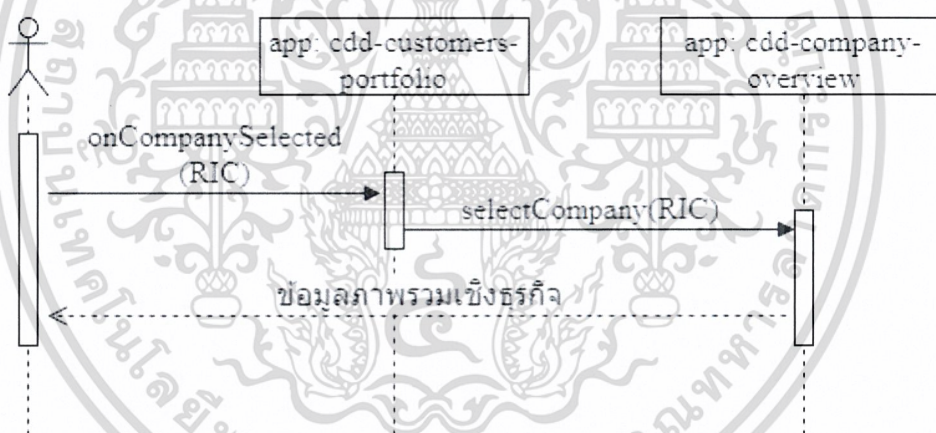 app: cdd-customers-
portfolio
app: cdd-company-
overview
onCompanySelected
(RIC)
selectCompany(RIC)
ข้อมูลภาพรวมเชิงธุรกิจ